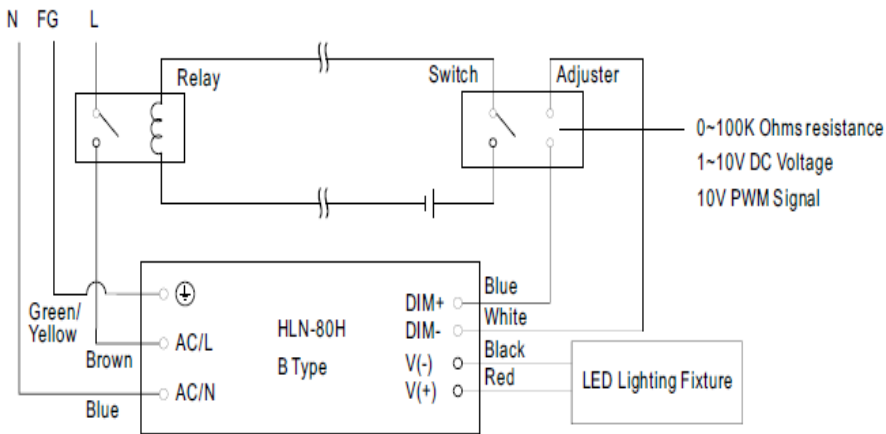 N FG L
Relay
Switch
Adjuster
0~100K Ohms resistance
1~10V DC Voltage
10V PWM Signal
Green/
Yellow
Brown
Blue
AC/L
AC/N
HLN-80H
B Type
DIM+
DIM-
V(-)
V(+)
Blue
White
Black
Red
LED Lighting Fixture